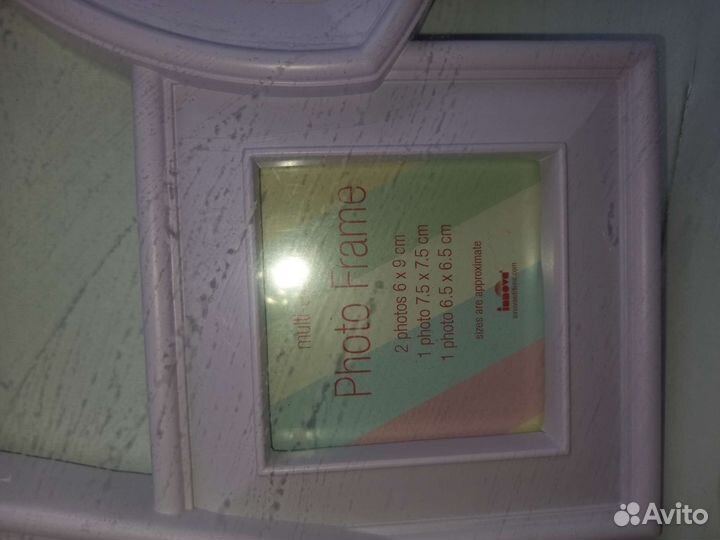 multi
Photo Frame
2 photos 6 x 9 cm
1 photo 7.5 x 7.5 cm
1 photo 6.5 x 6.5 cm
sizes are approximate
innova
Avito